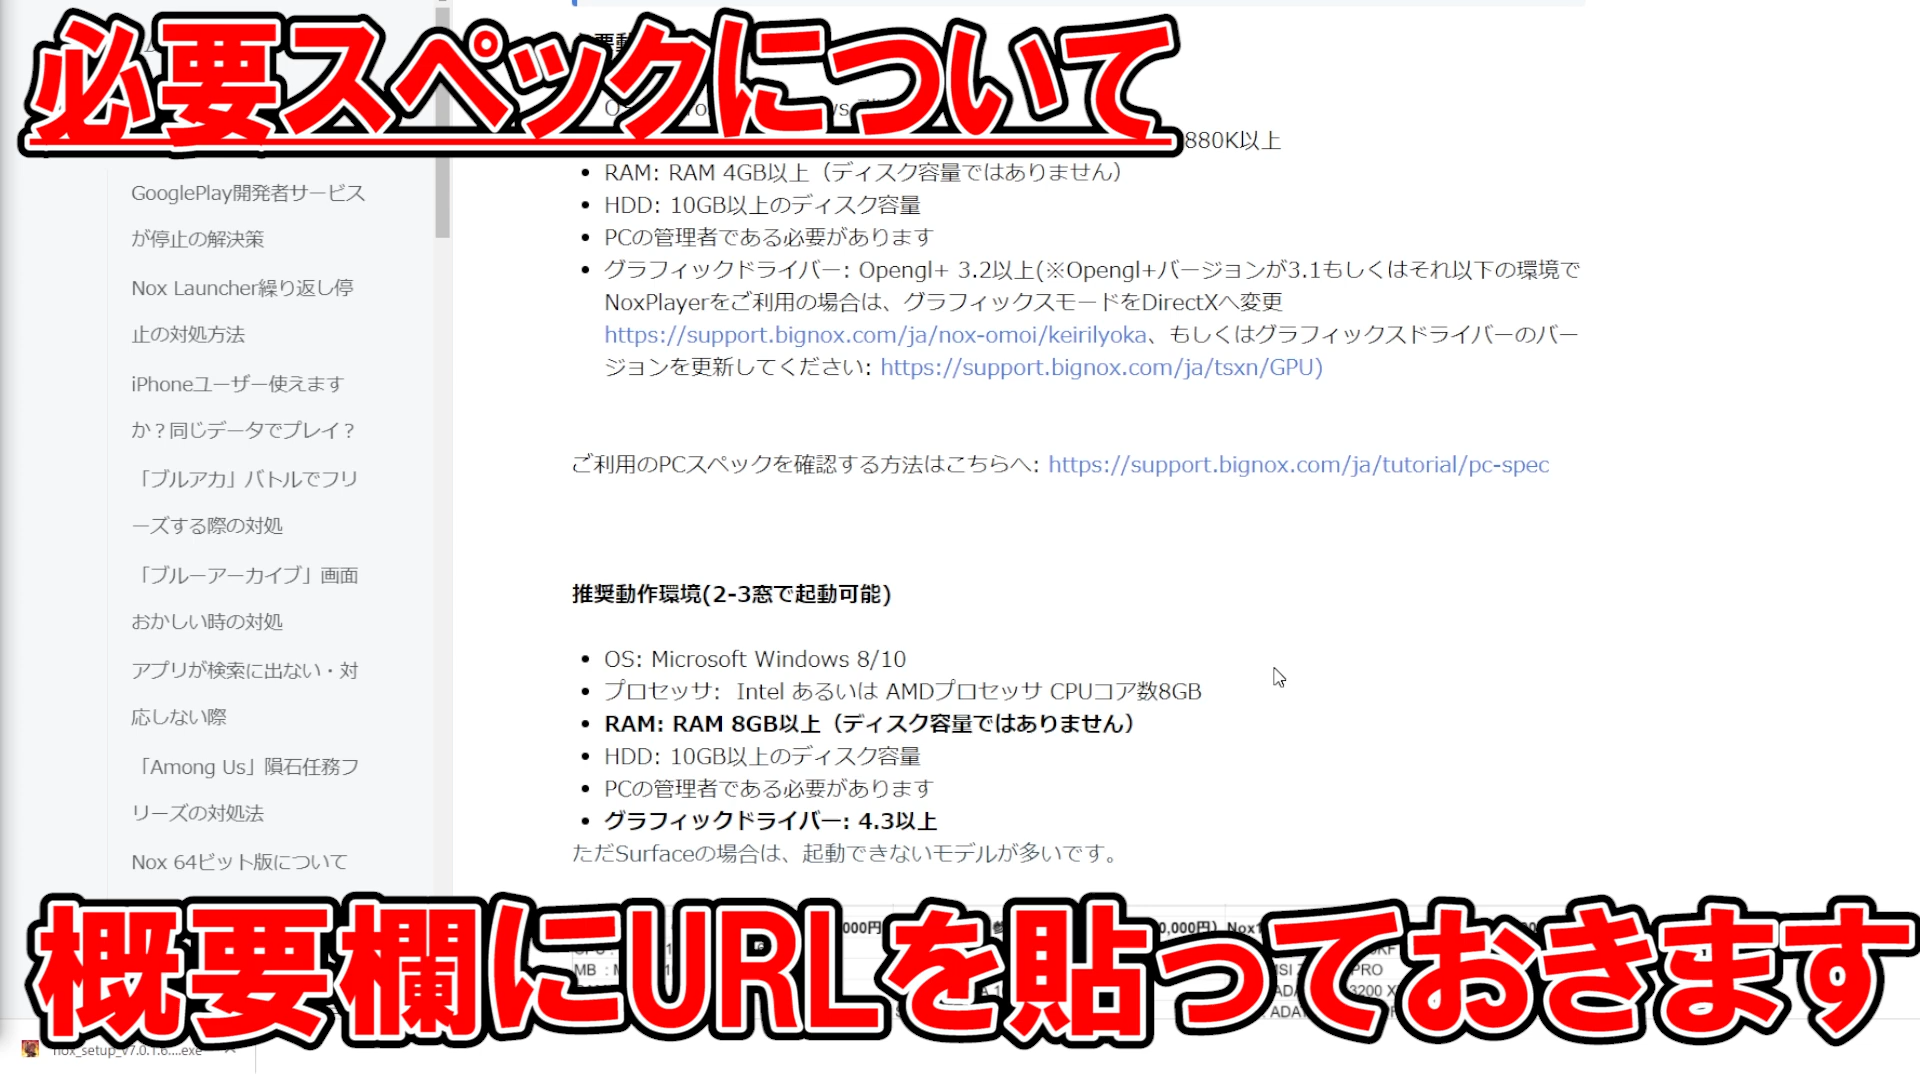 必要スペックについて
880K以上
RAM: RAM 4GB以上（ディスク容量ではありません）
HDD: 10GB以上のディスク容量
PCの管理者である必要があります
グラフィックドライバー: Opengl+ 3.2以上(※Opengl+バージョンが3.1もしくはそれ以下の環境で
NoxPlayerをご利用の場合は、グラフィックスモードをDirectXへ変更
https://support.bignox.com/ja/nox-omoi/keirilyoka、もしくはグラフィックスドライバーのバー
ジョンを更新してください: https://support.bignox.com/ja/tsxn/GPU)
ご利用のPCスペックを確認する方法はこちらへ: https://support.bignox.com/ja/tutorial/pc-spec
推奨動作環境(2-3窓で起動可能)
OS: Microsoft Windows 8/10
プロセッサ: Intel あるいは AMDプロセッサ CPUコア数8GB
RAM: RAM 8GB以上（ディスク容量ではありません）
HDD: 10GB以上のディスク容量
PCの管理者である必要があります
グラフィックドライバー: 4.3以上
ただSurfaceの場合は、起動できないモデルが多いです。
GooglePlay開発者サービス
が停止の解決策
Nox Launcher繰り返し停
止の対処方法
iPhoneユーザー使えます
か？同じデータでプレイ？
「ブルアカ」バトルでフリ
ーズする際の対処
「ブルーアーカイブ」画面
おかしい時の対処
アプリが検索に出ない・対
応しない際
「Among Us」隕石任務フ
リーズの対処法
Nox 64ビット版について
概要欄にURLを貼っておきます
nox_setup_v7.0.1.6....exe